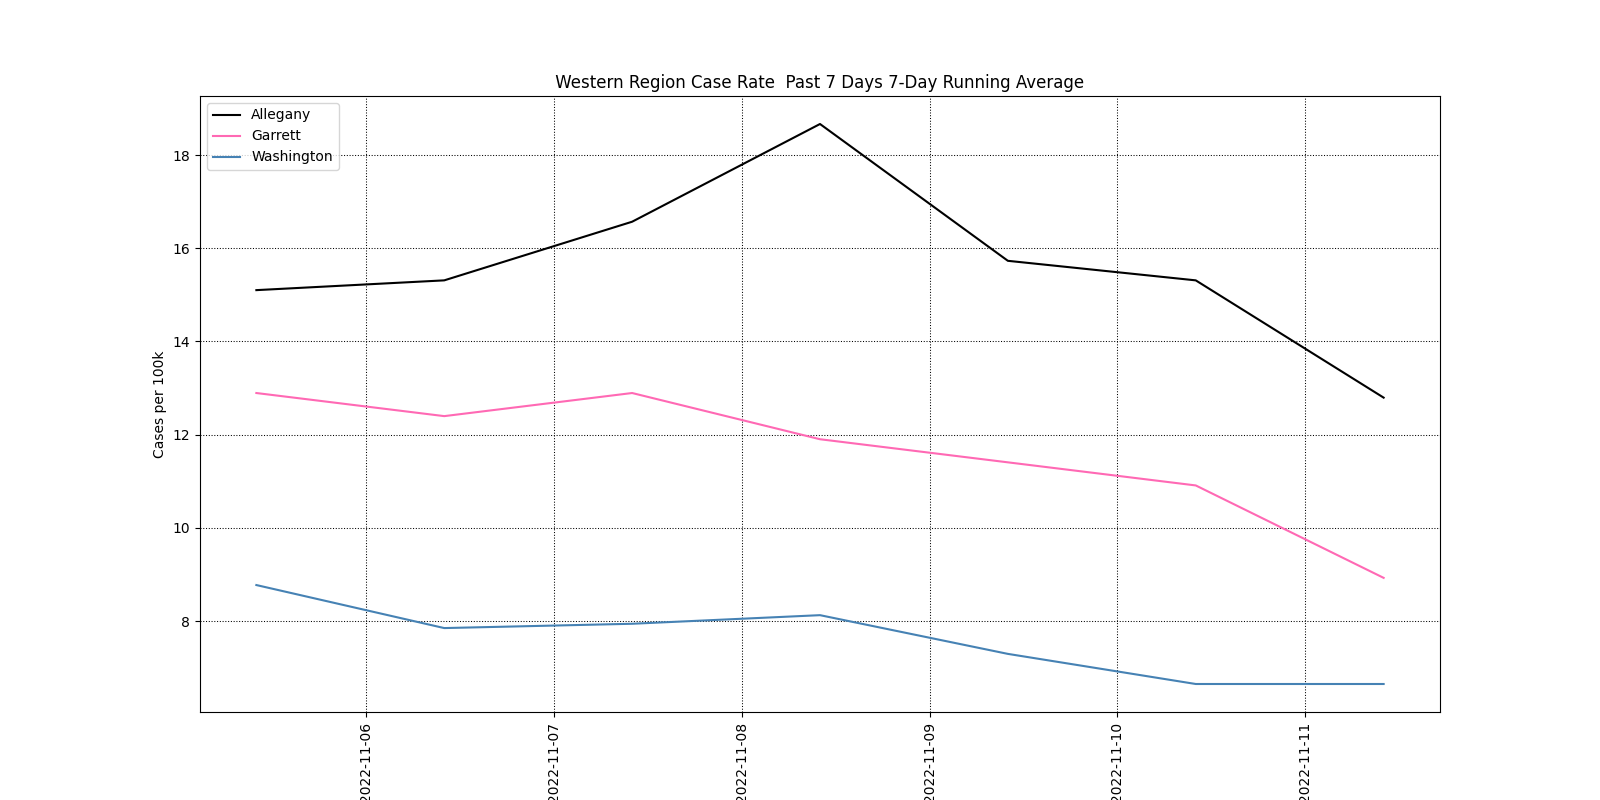 Western Region Case Rate  Past 7 Days 7-Day Running Average
Allegany
Garrett
Washington
18
16
14
12
10
8
Cases per 100k
2022-11-06
2022-11-07
2022-11-08
2022-11-09
2022-11-10
2022-11-11